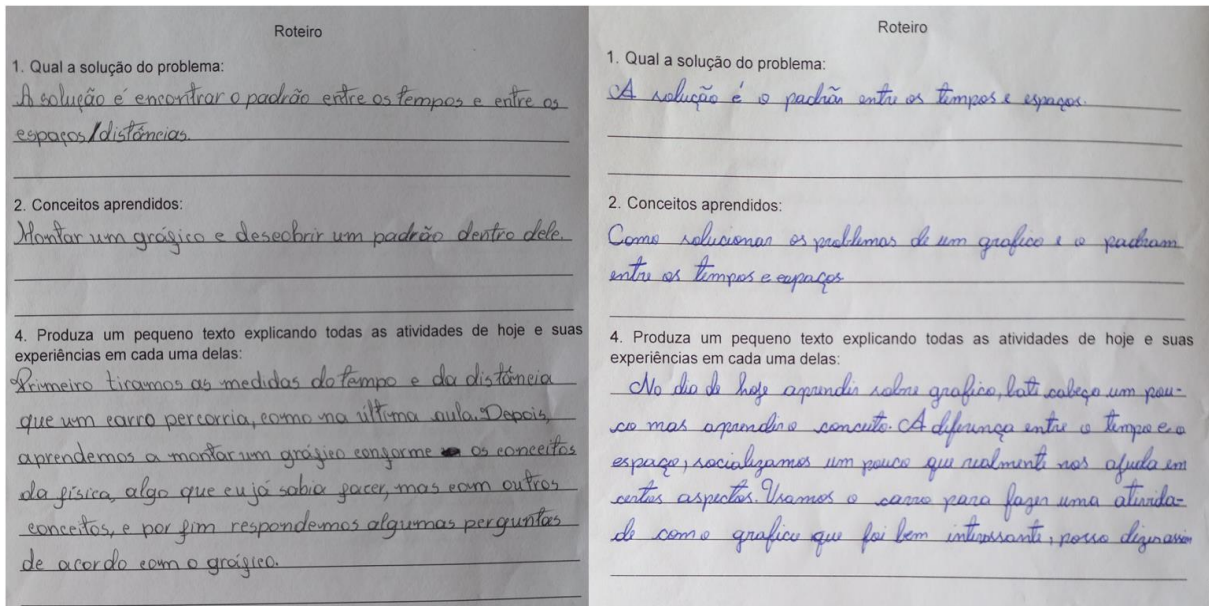 Roteiro
1. Qual a solução do problema:
A solução é encontrar o padrão entre os tempos e entre os
espaços/distâncias.
2. Conceitos aprendidos:
Montar um gráfico e descobrir um padrão dentro dele.
4. Produza um pequeno texto explicando todas as atividades de hoje e suas
experiências em cada uma delas:
Primeiro tiramos as medidas do tempo e da distância
que um carro percorria, como na última aula. Depois,
aprendemos a montar um gráfico conforme os conceitos
da física, algo que eu já sabia fazer, mas com outros
conceitos, e por fim respondemos algumas perguntas
de acordo com o gráfico.
Roteiro
1. Qual a solução do problema:
A solução é o padrão entre os tempos e espaços.
2. Conceitos aprendidos:
Como solucionar os problemas de um grafico e o padram
entre os tempos e espaços
4. Produza um pequeno texto explicando todas as atividades de hoje e suas
experiências em cada uma delas:
No dia de hoje aprendir sobre grafico, bati cabeça um pou-
co mas aprendir o conceito. A diferença entre o tempo e o
espaço, socializamos um pouco que realmente nos ajuda em
certos aspectos. Usamos o carro para fazer uma atividа-
de com o grafico que foi bem interessante, posso dizer assim